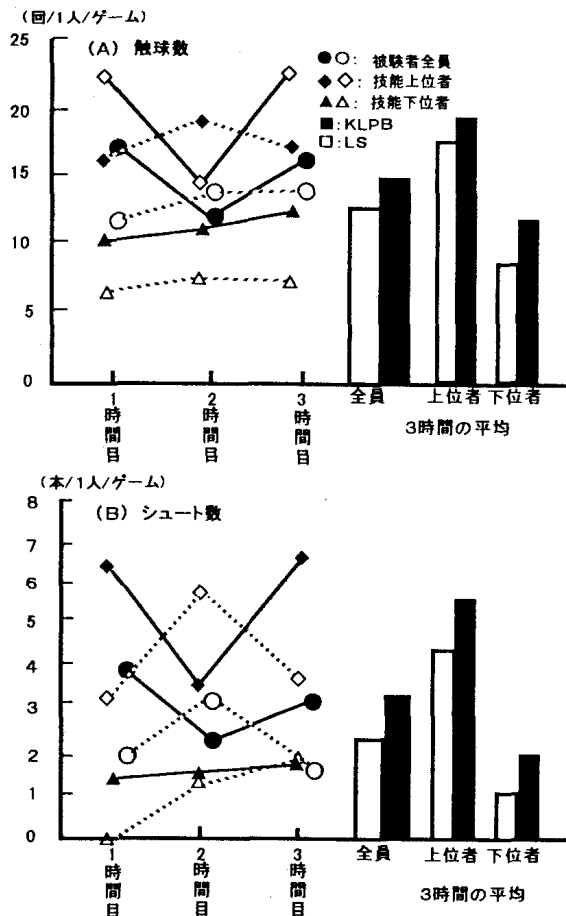 (回/1人/ゲーム)
25
(A) 触球数
●○: 被験者全員
◆◇: 技能上位者
▲△: 技能下位者
■:KLPB
□:LS
20
15
10
5
0
1時間目
2時間目
3時間目
全員
上位者
下位者
3時間の平均
(本/1人/ゲーム)
8
(B) シュート数
7
6
5
4
3
2
1
0
1時間目
2時間目
3時間目
全員
上位者
下位者
3時間の平均